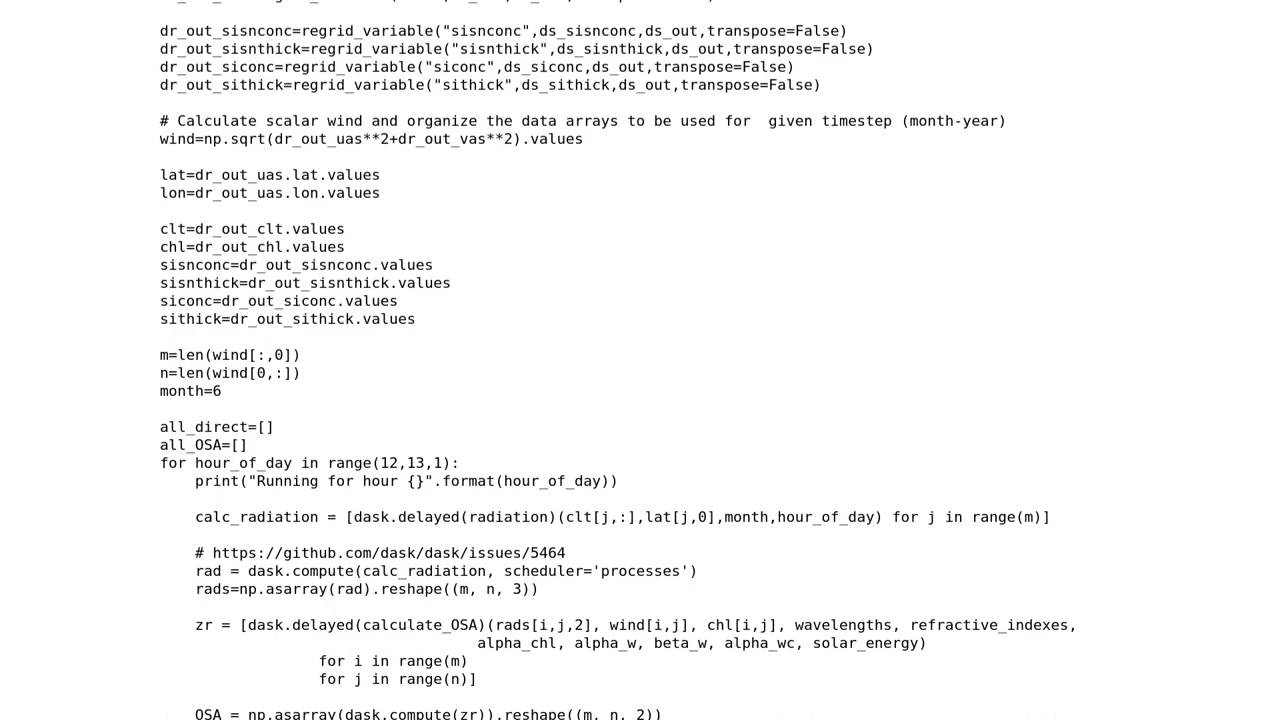 dr_out_sisnconc=regrid_variable("sisnconc",ds_sisnconc,ds_out,transpose=False)
dr_out_sisnthick=regrid_variable("sisnthick",ds_sisnthick,ds_out,transpose=False)
dr_out_siconc=regrid_variable("siconc",ds_siconc,ds_out,transpose=False)
dr_out_sithick=regrid_variable("sithick",ds_sithick,ds_out,transpose=False)
# Calculate scalar wind and organize the data arrays to be used for  given timestep (month-year)
wind=np.sqrt(dr_out_uas**2+dr_out_vas**2).values
lat=dr_out_uas.lat.values
lon=dr_out_uas.lon.values
clt=dr_out_clt.values
chl=dr_out_chl.values
sisnconc=dr_out_sisnconc.values
sisnthick=dr_out_sisnthick.values
siconc=dr_out_siconc.values
sithick=dr_out_sithick.values
m=len(wind[:,0])
n=len(wind[0,:])
month=6
all_direct=[]
all_OSA=[]
for hour_of_day in range(12,13,1):
    print("Running for hour {}".format(hour_of_day))
    calc_radiation = [dask.delayed(radiation)(clt[j,:],lat[j,0],month,hour_of_day) for j in range(m)]
    # https://github.com/dask/dask/issues/5464
    rad = dask.compute(calc_radiation, scheduler='processes')
    rads=np.asarray(rad).reshape((m, n, 3))
    zr = [dask.delayed(calculate_OSA)(rads[i,j,2], wind[i,j], chl[i,j], wavelengths, refractive_indexes,
                                    alpha_chl, alpha_w, beta_w, alpha_wc, solar_energy)
                  for i in range(m)
                  for j in range(n)]
    OSA = np.asarray(dask.compute(zr)).reshape((m, n, 2))